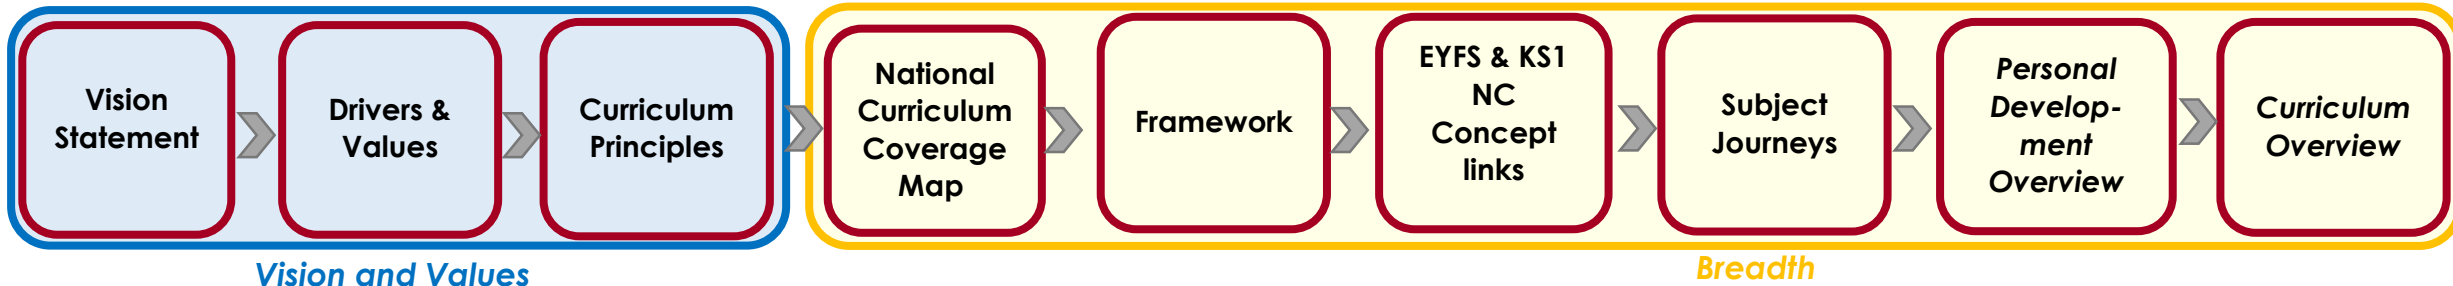 Vision
Statement
Drivers &
Values
Curriculum
Principles
National
Curriculum
Coverage
Map
Framework
EYFS & KS1
NC
Concept
links
Subject
Journeys
Personal
Develop-
ment
Overview
Curriculum
Overview
Vision and Values
Breadth